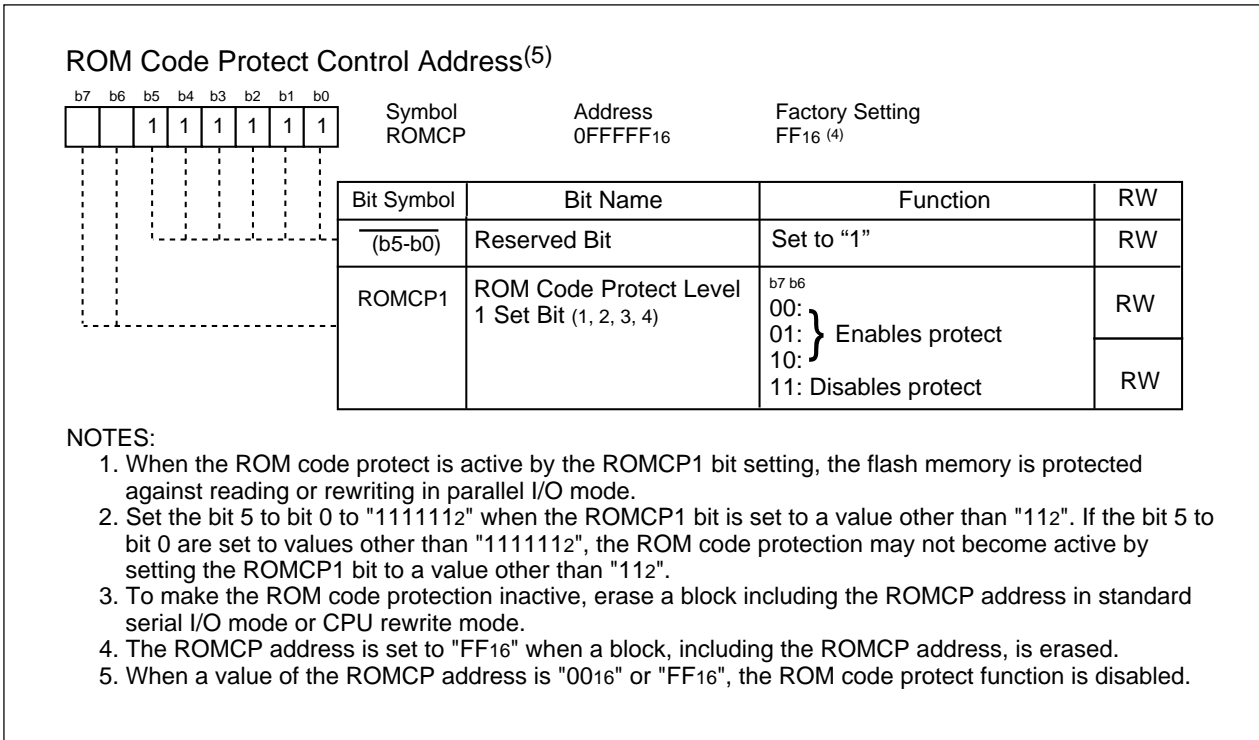 ROM Code Protect Control Address(5)
b7 b6 b5 b4 b3 b2 b1 b0
1 1 1 1 1 1
Symbol Address Factory Setting
ROMCP 0FFFFF16 FF16 (4)
Bit Symbol Bit Name Function RW
(b5-b0) Reserved Bit Set to “1” RW
ROMCP1 ROM Code Protect Level
1 Set Bit (1, 2, 3, 4)
b7 b6
00:
01: } Enables protect
10:
11: Disables protect
RW
RW
NOTES:
1. When the ROM code protect is active by the ROMCP1 bit setting, the flash memory is protected
against reading or rewriting in parallel I/O mode.
2. Set the bit 5 to bit 0 to "1111112" when the ROMCP1 bit is set to a value other than "112". If the bit 5 to
bit 0 are set to values other than "1111112", the ROM code protection may not become active by
setting the ROMCP1 bit to a value other than "112".
3. To make the ROM code protection inactive, erase a block including the ROMCP address in standard
serial I/O mode or CPU rewrite mode.
4. The ROMCP address is set to "FF16" when a block, including the ROMCP address, is erased.
5. When a value of the ROMCP address is "0016" or "FF16", the ROM code protect function is disabled.